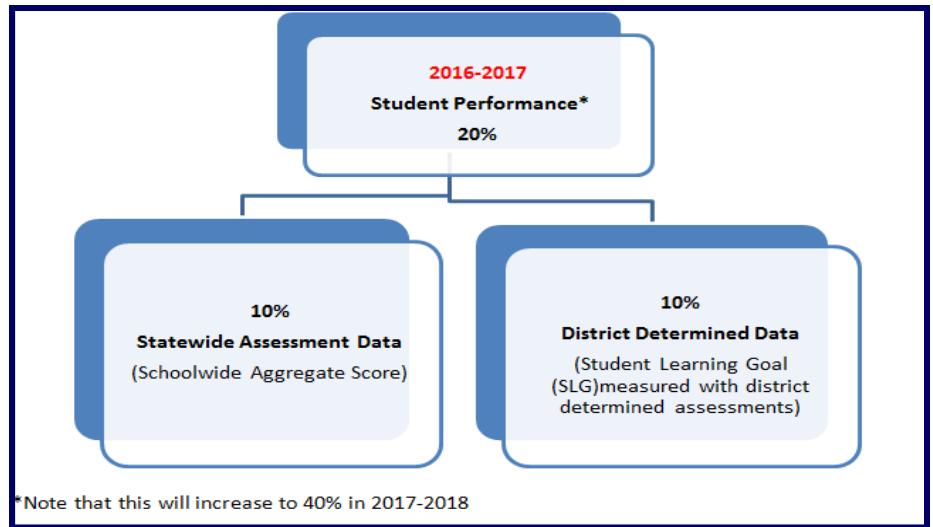 2016-2017
Student Performance*
20%
10%
Statewide Assessment Data
(Schoolwide Aggregate Score)
10%
District Determined Data
(Student Learning Goal
(SLG)measured with district
determined assessments)
*Note that this will increase to 40% in 2017-2018